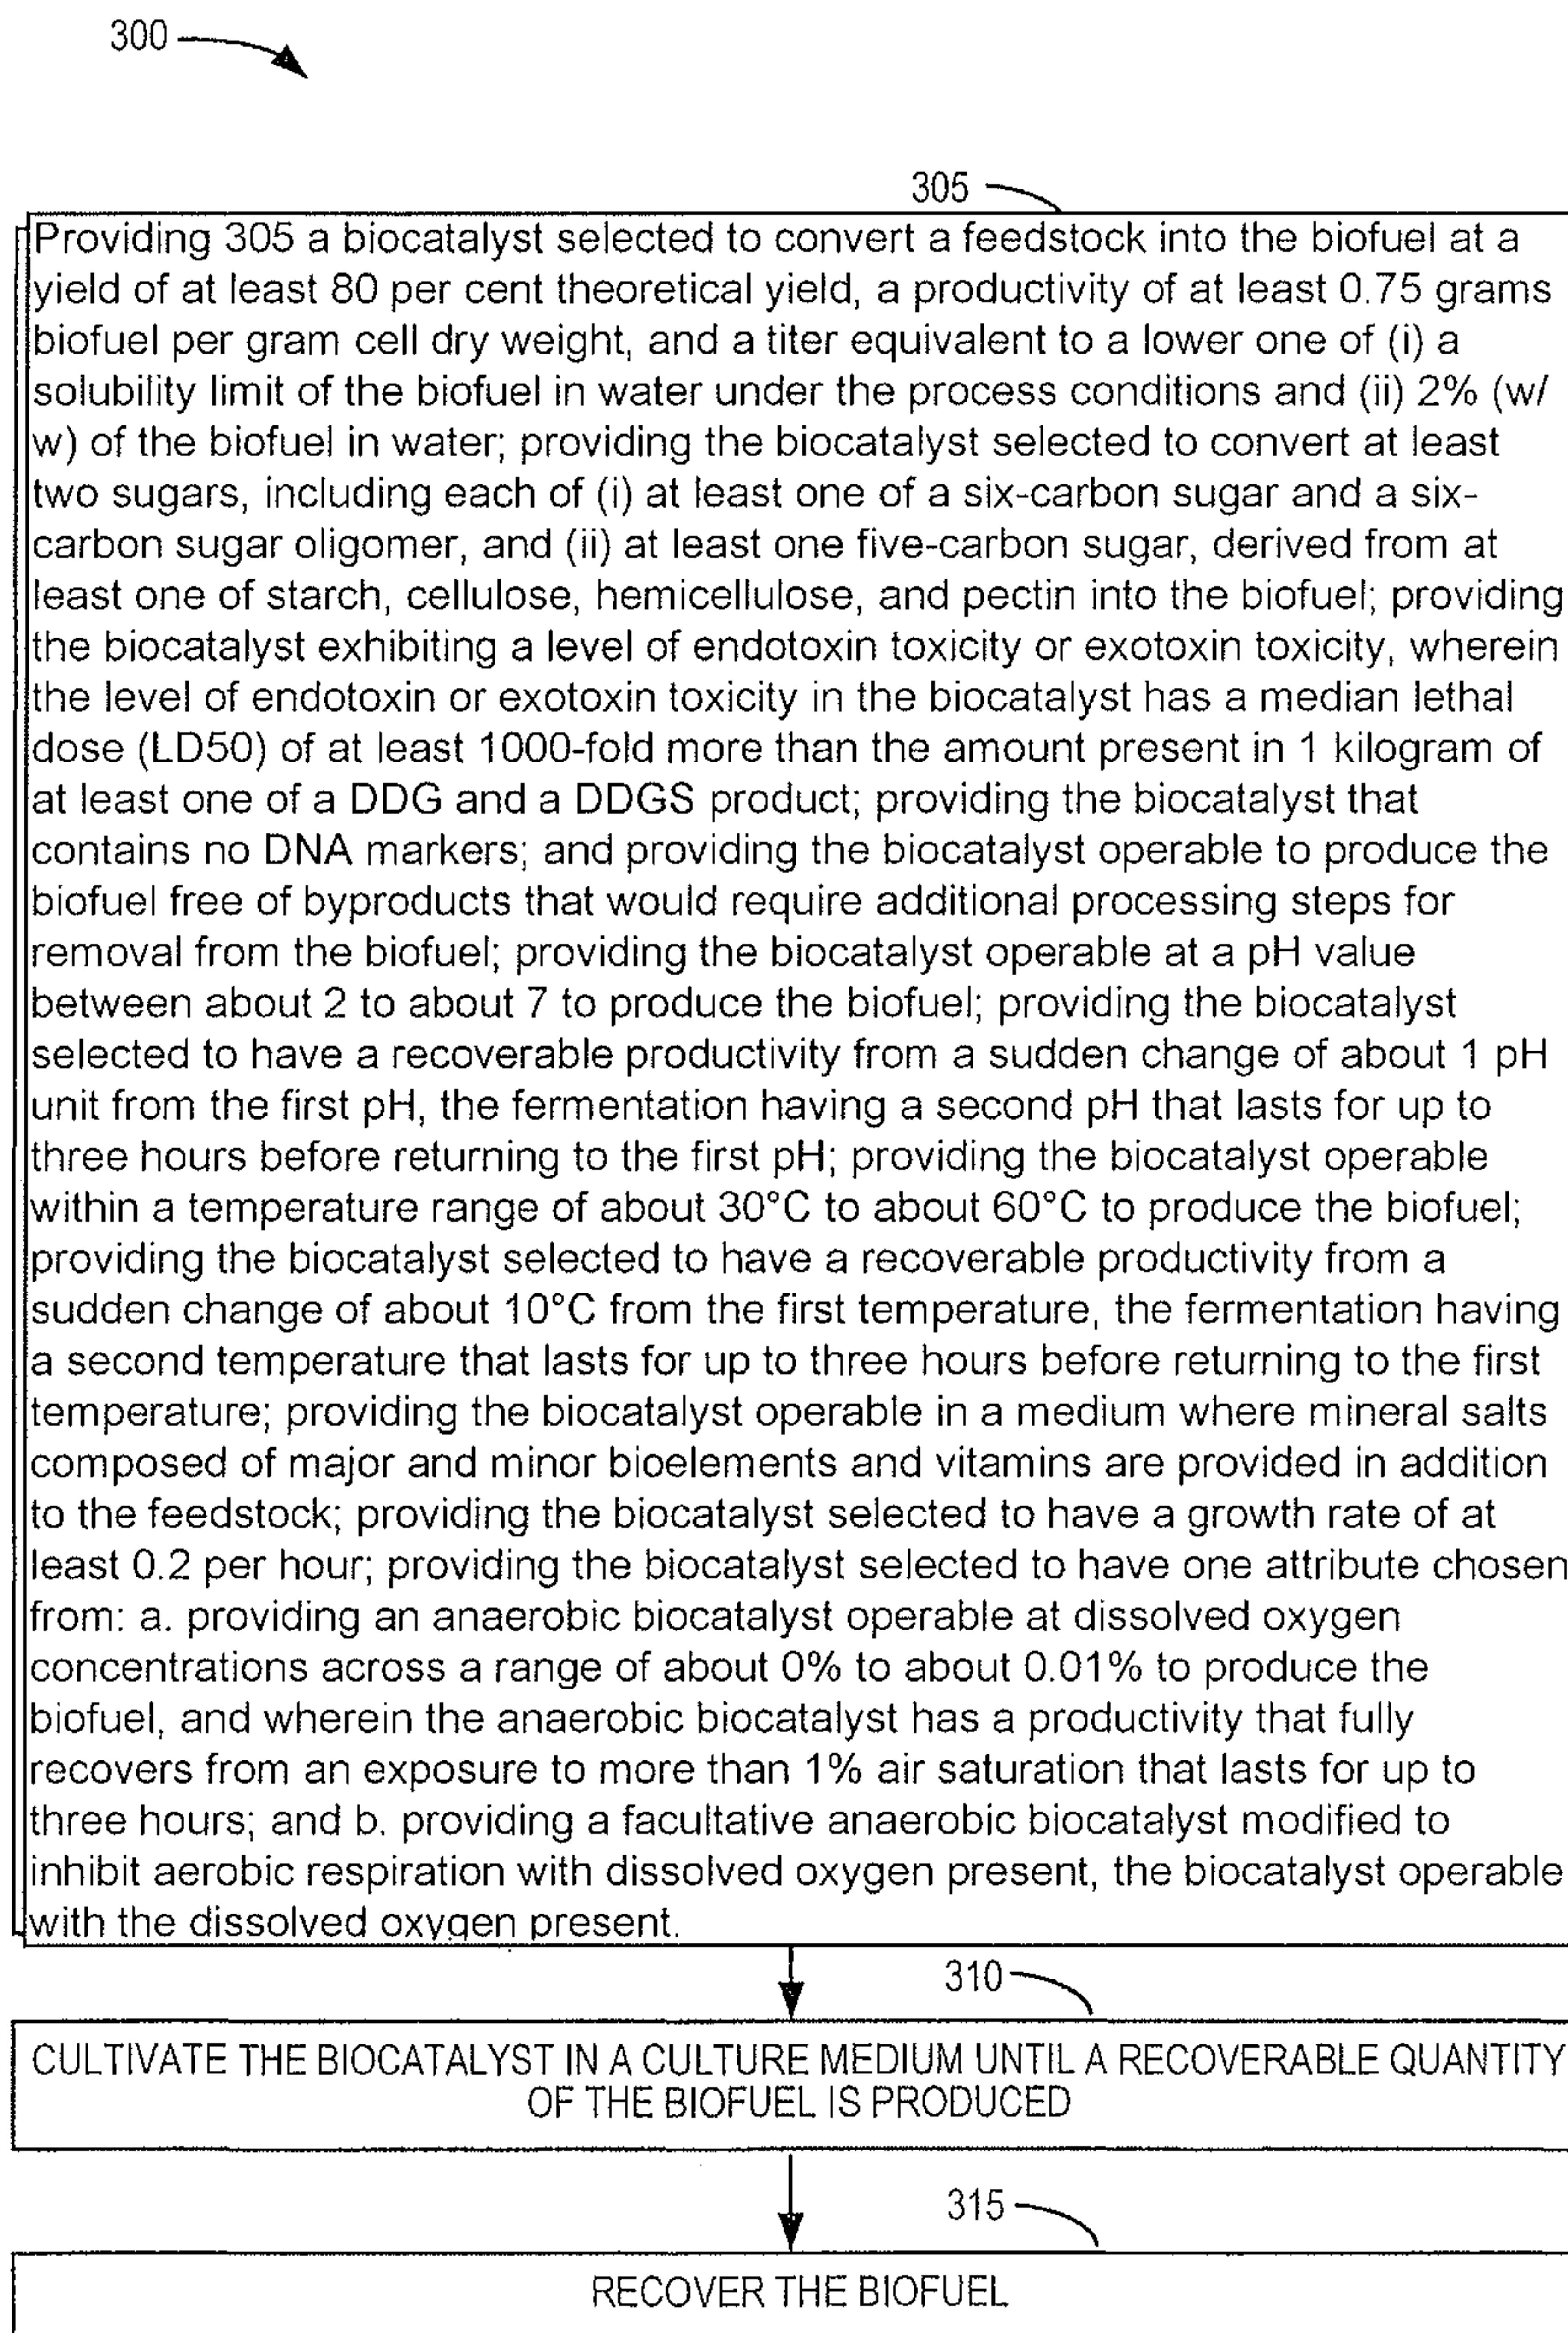 300
305
Providing 305 a biocatalyst selected to convert a feedstock into the biofuel at a
yield of at least 80 per cent theoretical yield, a productivity of at least 0.75 grams
biofuel per gram cell dry weight, and a titer equivalent to a lower one of (i) a
solubility limit of the biofuel in water under the process conditions and (ii) 2% (w/
w) of the biofuel in water; providing the biocatalyst selected to convert at least
two sugars, including each of (i) at least one of a six-carbon sugar and a six-
carbon sugar oligomer, and (ii) at least one five-carbon sugar, derived from at
least one of starch, cellulose, hemicellulose, and pectin into the biofuel; providing
the biocatalyst exhibiting a level of endotoxin toxicity or exotoxin toxicity, wherein
the level of endotoxin or exotoxin toxicity in the biocatalyst has a median lethal
dose (LD50) of at least 1000-fold more than the amount present in 1 kilogram of
at least one of a DDG and a DDGS product; providing the biocatalyst that
contains no DNA markers; and providing the biocatalyst operable to produce the
biofuel free of byproducts that would require additional processing steps for
removal from the biofuel; providing the biocatalyst operable at a pH value
between about 2 to about 7 to produce the biofuel; providing the biocatalyst
selected to have a recoverable productivity from a sudden change of about 1 pH
unit from the first pH, the fermentation having a second pH that lasts for up to
three hours before returning to the first pH; providing the biocatalyst operable
within a temperature range of about 30°C to about 60°C to produce the biofuel;
providing the biocatalyst selected to have a recoverable productivity from a
sudden change of about 10°C from the first temperature, the fermentation having
a second temperature that lasts for up to three hours before returning to the first
temperature; providing the biocatalyst operable in a medium where mineral salts
composed of major and minor bioelements and vitamins are provided in addition
to the feedstock; providing the biocatalyst selected to have a growth rate of at
least 0.2 per hour; providing the biocatalyst selected to have one attribute chosen
from: a. providing an anaerobic biocatalyst operable at dissolved oxygen
concentrations across a range of about 0% to about 0.01% to produce the
biofuel, and wherein the anaerobic biocatalyst has a productivity that fully
recovers from an exposure to more than 1% air saturation that lasts for up to
three hours; and b. providing a facultative anaerobic biocatalyst modified to
inhibit aerobic respiration with dissolved oxygen present, the biocatalyst operable
with the dissolved oxygen present.
310
CULTIVATE THE BIOCATALYST IN A CULTURE MEDIUM UNTIL A RECOVERABLE QUANTITY
OF THE BIOFUEL IS PRODUCED
315
RECOVER THE BIOFUEL